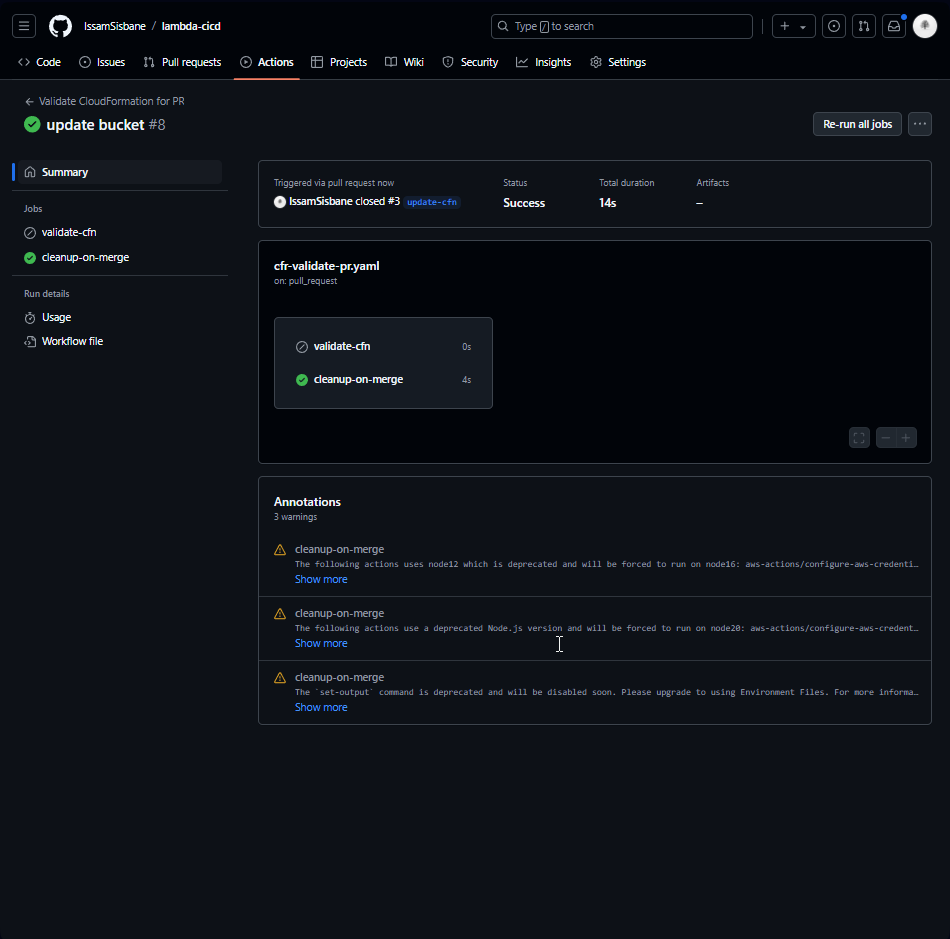 IssamSisbane / lambda-cicd
Type / to search
Code Issues Pull requests Actions Projects Wiki Security Insights Settings
Validate CloudFormation for PR
update bucket #8
Re-run all jobs
Summary
Jobs
validate-cfn
cleanup-on-merge
Run details
Usage
Workflow file
Triggered via pull request now
IssamSisbane closed #3 update-cfn
Status
Success
Total duration
14s
Artifacts
–
cfr-validate-pr.yaml
on: pull_request
validate-cfn 0s
cleanup-on-merge 4s
Annotations
3 warnings
cleanup-on-merge
The following actions uses node12 which is deprecated and will be forced to run on node16: aws-actions/configure-aws-credenti…
Show more
cleanup-on-merge
The following actions use a deprecated Node.js version and will be forced to run on node20: aws-actions/configure-aws-credent…
Show more
cleanup-on-merge
The `set-output` command is deprecated and will be disabled soon. Please upgrade to using Environment Files. For more informa…
Show more